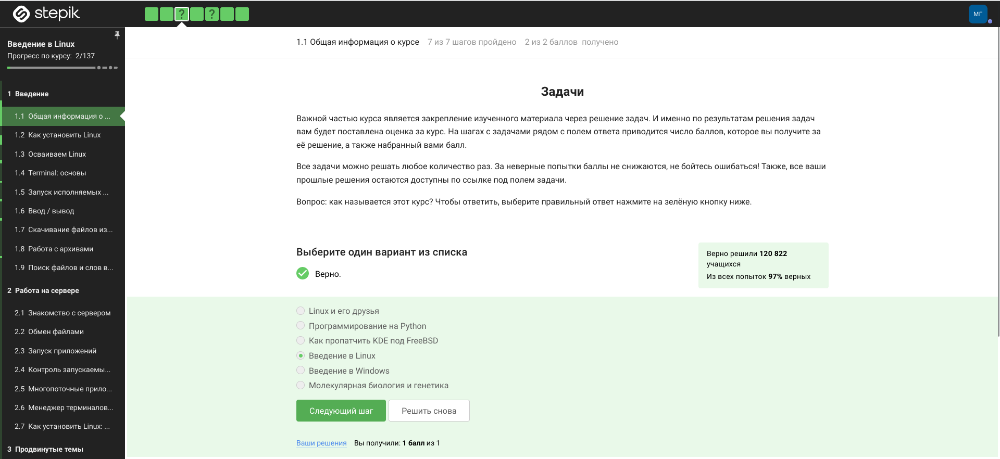 stepik
? ?
МГ
Введение в Linux
Прогресс по курсу: 2/137
1 Введение
1.1 Общая информация о ...
1.2 Как установить Linux
1.3 Осваиваем Linux
1.4 Terminal: основы
1.5 Запуск исполняемых ...
1.6 Ввод / вывод
1.7 Скачивание файлов из...
1.8 Работа с архивами
1.9 Поиск файлов и слов в...
2 Работа на сервере
2.1 Знакомство с сервером
2.2 Обмен файлами
2.3 Запуск приложений
2.4 Контроль запускаемы...
2.5 Многопоточные прило...
2.6 Менеджер терминалов...
2.7 Как установить Linux: ...
3 Продвинутые темы
1.1 Общая информация о курсе 7 из 7 шагов пройдено 2 из 2 баллов получено
Задачи
Важной частью курса является закрепление изученного материала через решение задач. И именно по результатам решения задач
вам будет поставлена оценка за курс. На шагах с задачами рядом с полем ответа приводится число баллов, которое вы получите за
её решение, а также набранный вами балл.
Все задачи можно решать любое количество раз. За неверные попытки баллы не снижаются, не бойтесь ошибаться! Также, все ваши
прошлые решения остаются доступны по ссылке под полем задачи.
Вопрос: как называется этот курс? Чтобы ответить, выберите правильный ответ нажмите на зелёную кнопку ниже.
Выберите один вариант из списка
Верно.
Верно решили 120 822
учащихся
Из всех попыток 97% верных
Linux и его друзья
Программирование на Python
Как пропатчить KDE под FreeBSD
Введение в Linux
Введение в Windows
Молекулярная биология и генетика
Следующий шаг Решить снова
Ваши решения Вы получили: 1 балл из 1